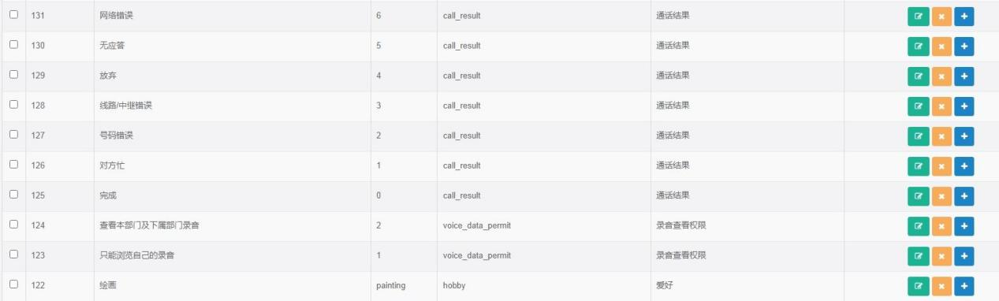 131 网络错误 6 call_result 通话结果
130 无应答 5 call_result 通话结果
129 放弃 4 call_result 通话结果
128 线路/中继错误 3 call_result 通话结果
127 号码错误 2 call_result 通话结果
126 对方忙 1 call_result 通话结果
125 完成 0 call_result 通话结果
124 查看本部门及下属部门录音 2 voice_data_permit 录音查看权限
123 只能浏览自己的录音 1 voice_data_permit 录音查看权限
122 绘画 painting hobby 爱好